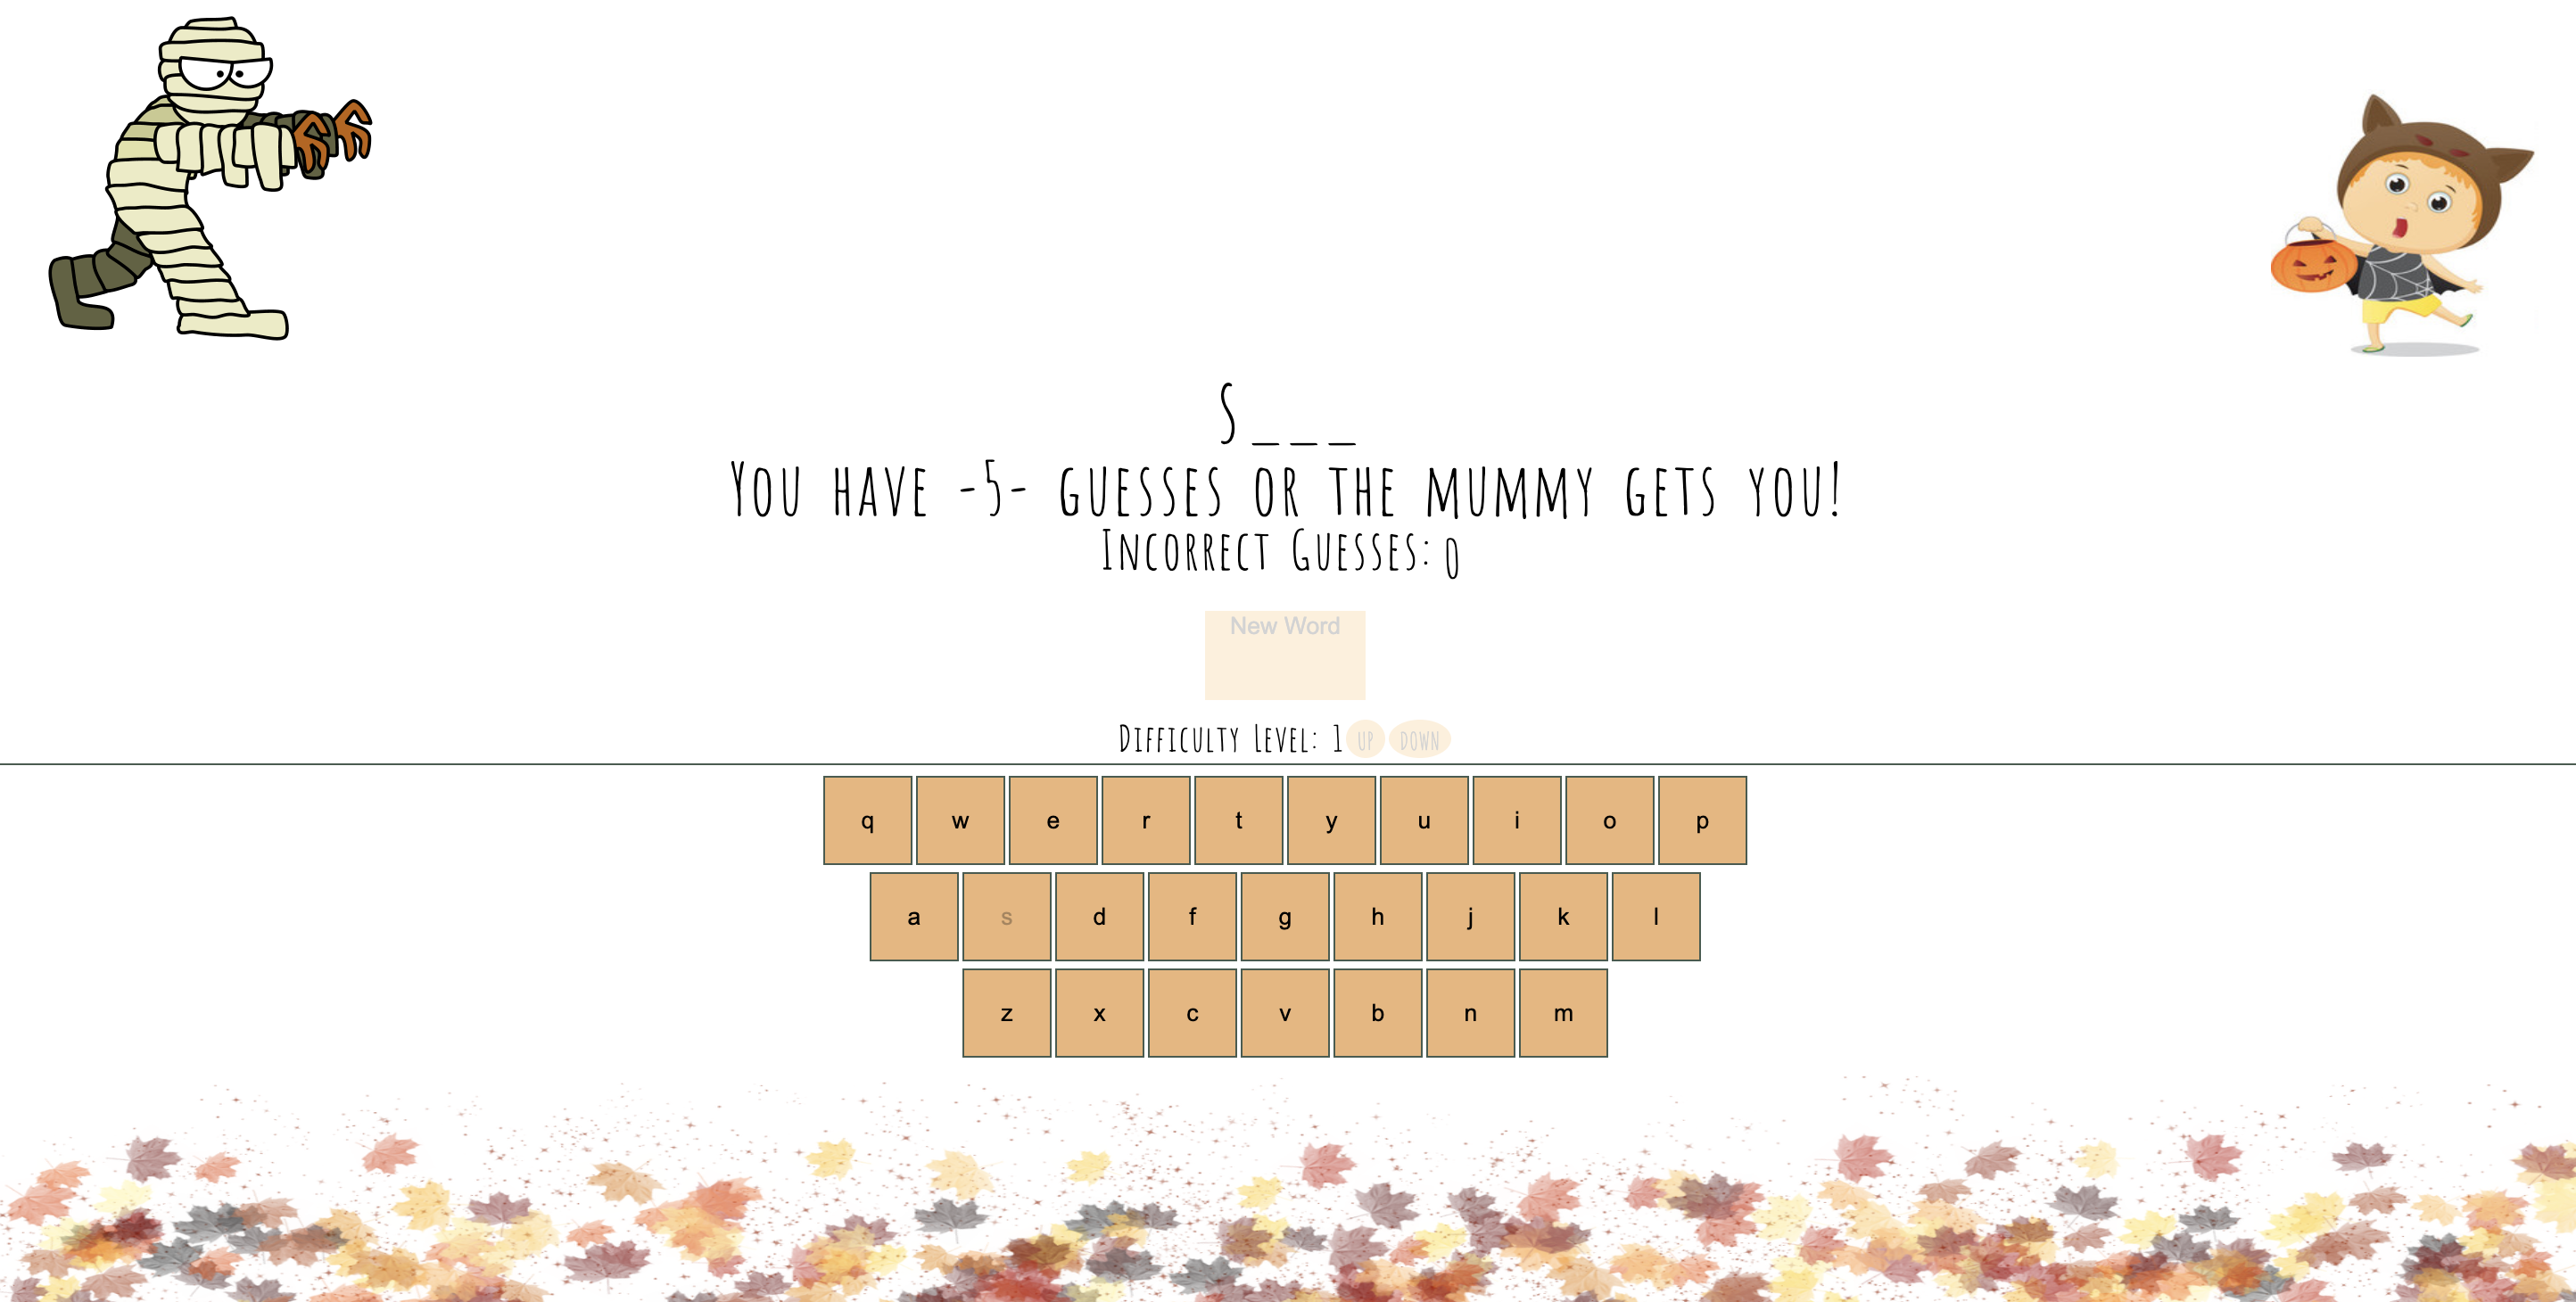 S _ _ _
You have -5- guesses or the mummy gets you!
Incorrect Guesses: 0
New Word
Difficulty Level: 1 UP DOWN
q w e r t y u i o p
a s d f g h j k l
z x c v b n m